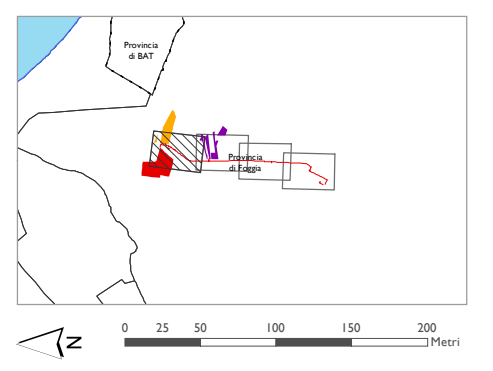 Provincia
di BAT
Provincia
di Foggia
0 25 50 100 150 200
Metri
N